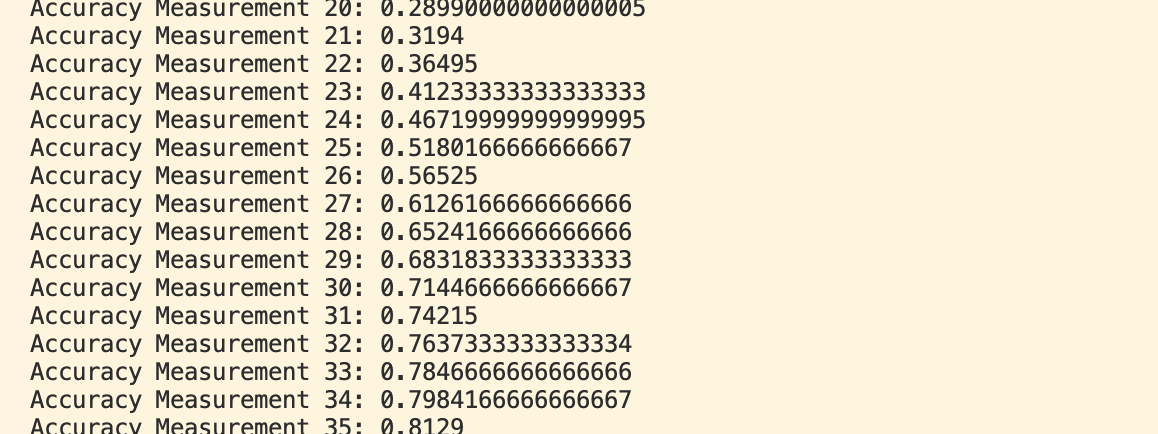 Accuracy Measurement 20: 0.28990000000000005
Accuracy Measurement 21: 0.3194
Accuracy Measurement 22: 0.36495
Accuracy Measurement 23: 0.41233333333333333
Accuracy Measurement 24: 0.46719999999999995
Accuracy Measurement 25: 0.5180166666666667
Accuracy Measurement 26: 0.56525
Accuracy Measurement 27: 0.6126166666666666
Accuracy Measurement 28: 0.6524166666666666
Accuracy Measurement 29: 0.6831833333333333
Accuracy Measurement 30: 0.7144666666666667
Accuracy Measurement 31: 0.74215
Accuracy Measurement 32: 0.7637333333333334
Accuracy Measurement 33: 0.7846666666666666
Accuracy Measurement 34: 0.7984166666666667
Accuracy Measurement 35: 0.8129